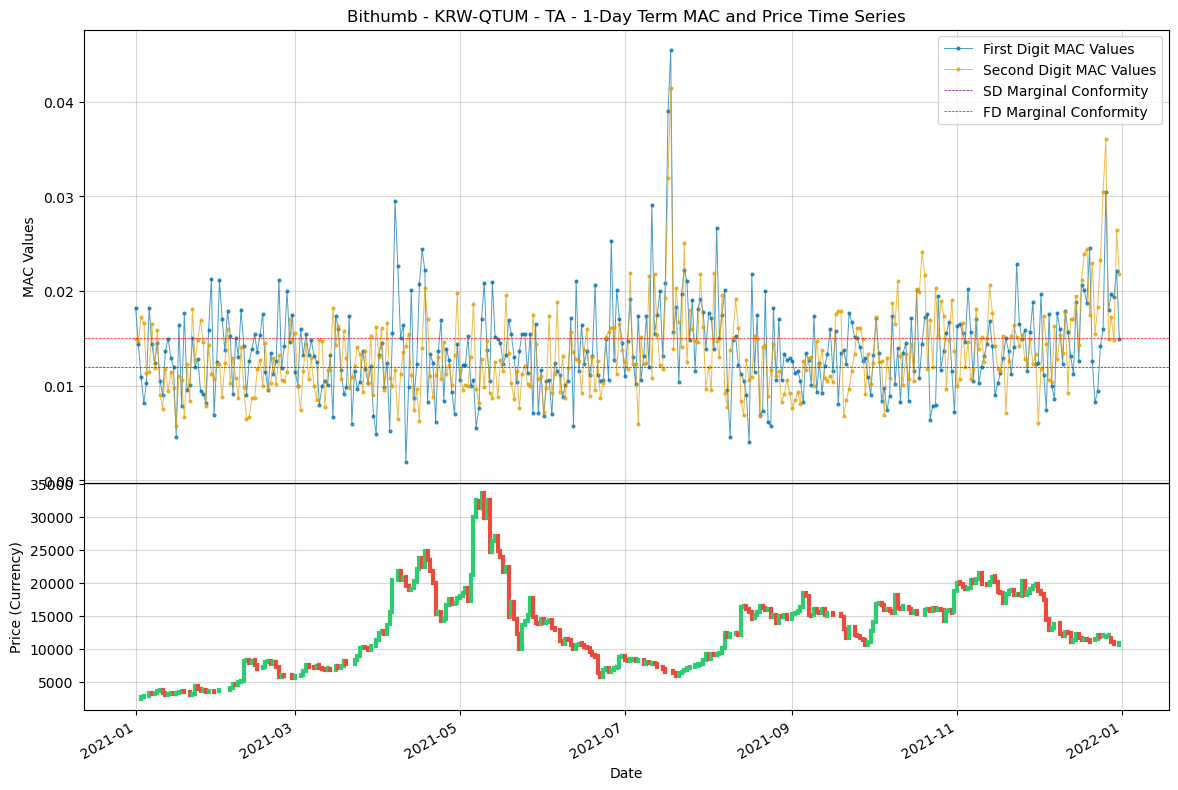 Bithumb - KRW-QTUM - TA - 1-Day Term MAC and Price Time Series
First Digit MAC Values
Second Digit MAC Values
SD Marginal Conformity
FD Marginal Conformity
MAC Values
0.04
0.03
0.02
0.01
0.00
Price (Currency)
35000
30000
25000
20000
15000
10000
5000
2021-01
2021-03
2021-05
2021-07
2021-09
2021-11
2022-01
Date